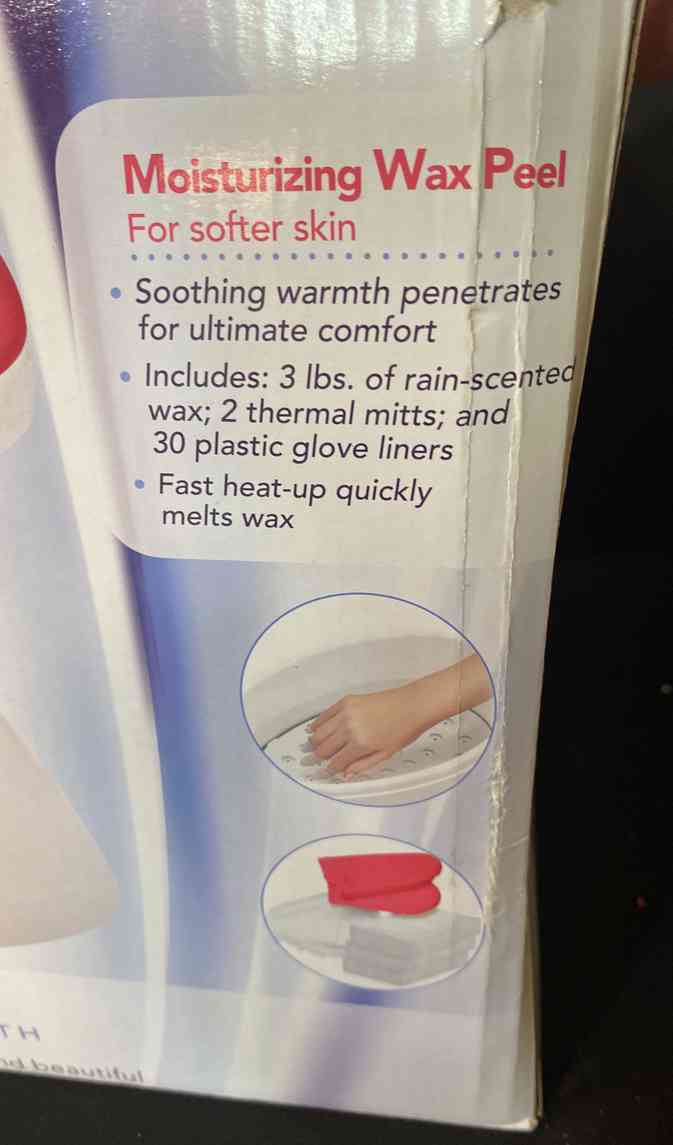 Moisturizing Wax Peel
For softer skin
• Soothing warmth penetrates
for ultimate comfort
• Includes: 3 lbs. of rain-scented
wax; 2 thermal mitts; and
30 plastic glove liners
• Fast heat-up quickly
melts wax
TH
nd beautiful